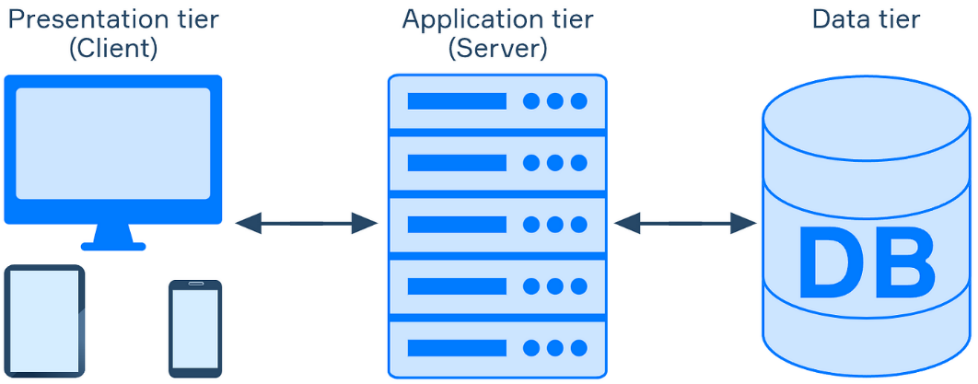 Presentation tier
(Client)
Application tier
(Server)
Data tier
DB